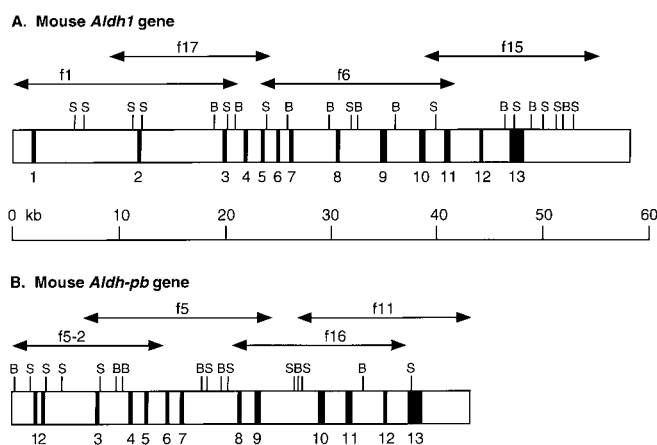 A. Mouse Aldh1 gene
f17 f15
f1 f6
S S S S B S B S B B S B B S B S B S S B S
1 2 3 4 5 6 7 8 9 10 11 12 13
0 kb 10 20 30 40 50 60
B. Mouse Aldh-pb gene
f5 f11
f5-2 f16
B S S S S B B B S B S S B S B S
1 2 3 4 5 6 7 8 9 10 11 12 13